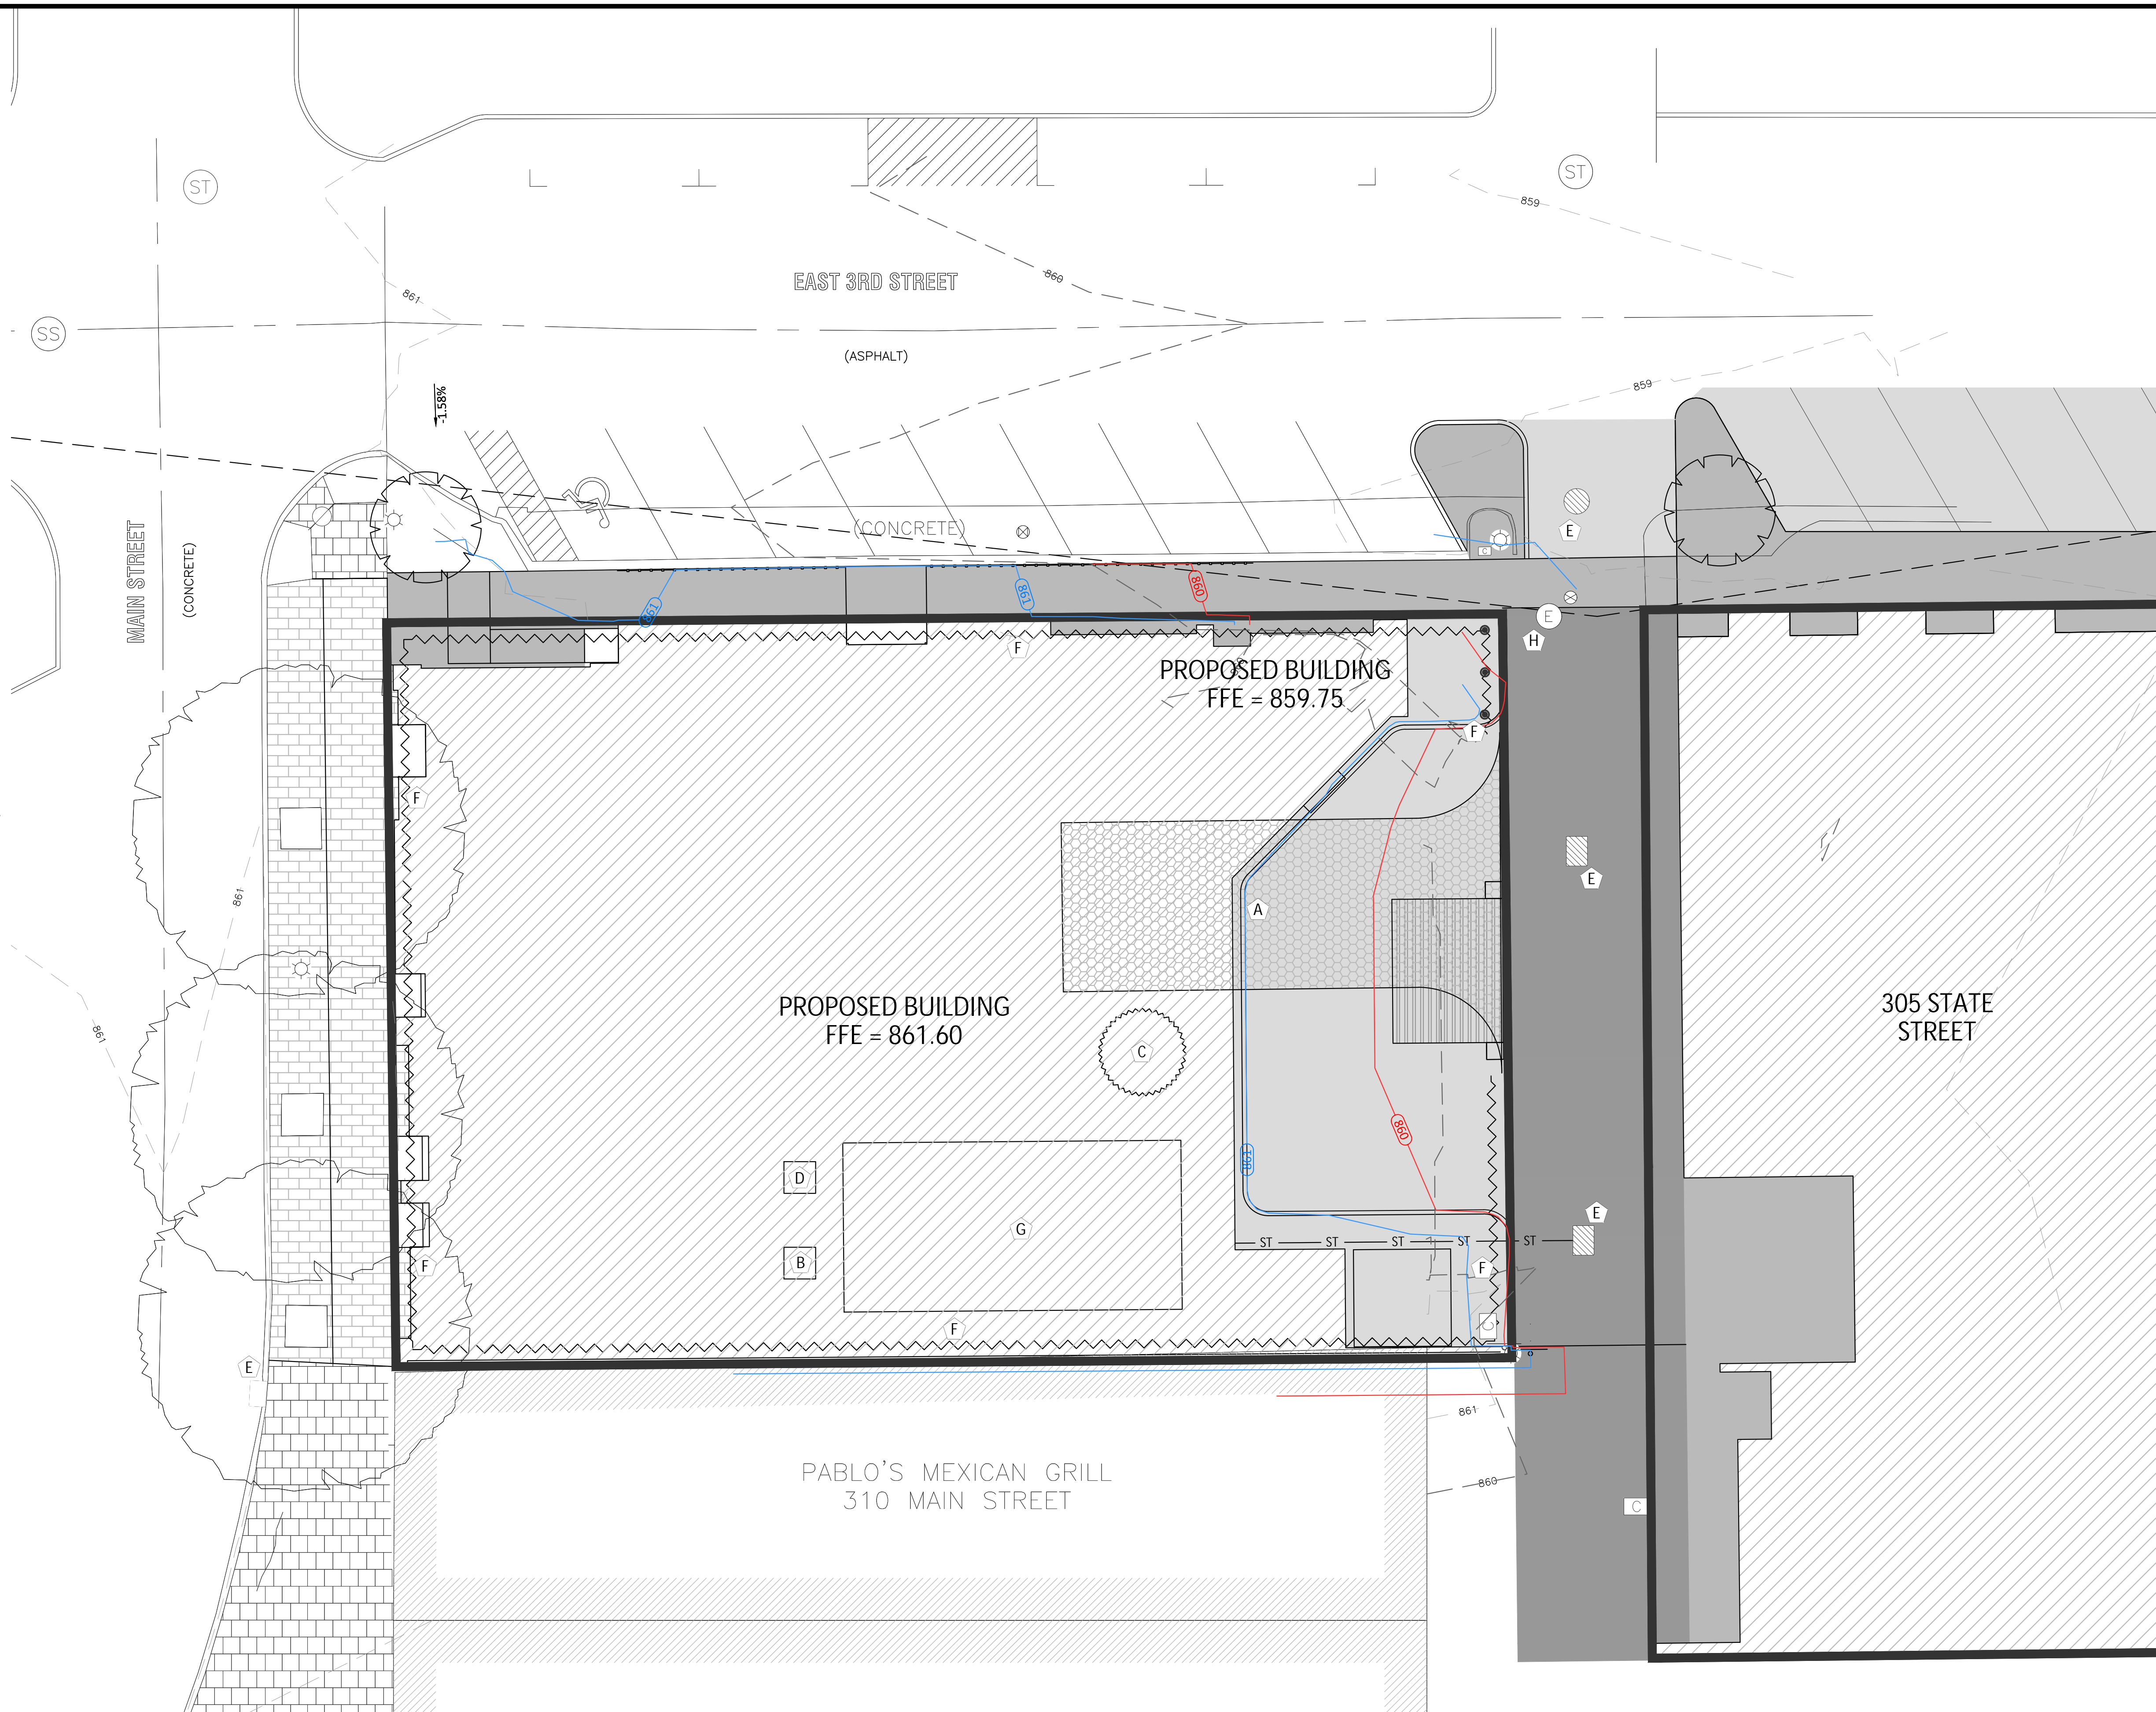 ST
ST
859
861
860
EAST 3RD STREET
SS
(ASPHALT)
859
-1.58%
MAIN STREET
(CONCRETE)
(CONCRETE)
E
C
861
861
860
E
H
F
PROPOSED BUILDING
FFE = 859.75
F
F
E
861
A
PROPOSED BUILDING
FFE = 861.60
305 STATE
STREET
861
C
860
861
D
G
E
B
ST
ST
ST
ST
ST
F
F
C
F
E
861
PABLO'S MEXICAN GRILL
310 MAIN STREET
860
C